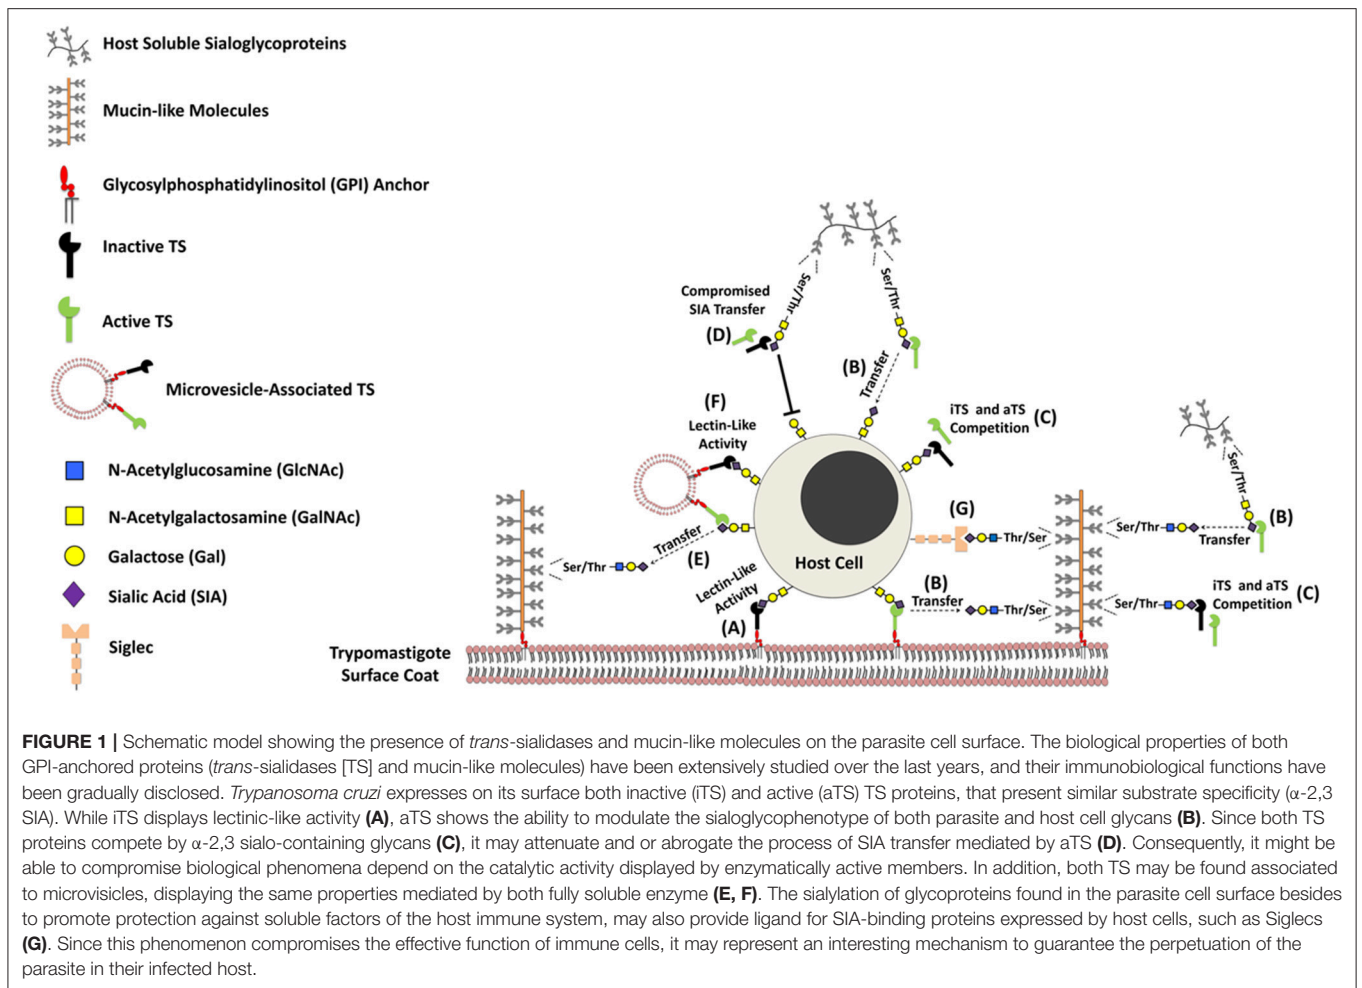 Host Soluble Sialoglycoproteins
Mucin-like Molecules
Glycosylphosphatidylinositol (GPI) Anchor
Inactive TS
Active TS
Microvesicle-Associated TS
N-Acetylglucosamine (GlcNAc)
N-Acetylgalactosamine (GalNAc)
Galactose (Gal)
Sialic Acid (SIA)
Siglec
Ser/Thr
Ser/Thr
Compromised
SIA Transfer
(D)
(B)
Transfer
(F)
Lectin-Like
Activity
iTS and aTS
Competition
(C)
Ser/Thr
(G)
Thr/Ser
Ser/Thr
Transfer
(B)
Transfer
(E)
Ser/Thr
Host Cell
Lectin-Like
Activity
(A)
(B)
Transfer
Thr/Ser
Ser/Thr
iTS and aTS
Competition
(C)
Trypomastigote
Surface Coat
FIGURE 1 | Schematic model showing the presence of trans-sialidases and mucin-like molecules on the parasite cell surface. The biological properties of both
GPI-anchored proteins (trans-sialidases [TS] and mucin-like molecules) have been extensively studied over the last years, and their immunobiological functions have
been gradually disclosed. Trypanosoma cruzi expresses on its surface both inactive (iTS) and active (aTS) TS proteins, that present similar substrate specificity (α-2,3
SIA). While iTS displays lectinic-like activity (A), aTS shows the ability to modulate the sialoglycophenotype of both parasite and host cell glycans (B). Since both TS
proteins compete by α-2,3 sialo-containing glycans (C), it may attenuate and or abrogate the process of SIA transfer mediated by aTS (D). Consequently, it might be
able to compromise biological phenomena depend on the catalytic activity displayed by enzymatically active members. In addition, both TS may be found associated
to microvisicles, displaying the same properties mediated by both fully soluble enzyme (E, F). The sialylation of glycoproteins found in the parasite cell surface besides
to promote protection against soluble factors of the host immune system, may also provide ligand for SIA-binding proteins expressed by host cells, such as Siglecs
(G). Since this phenomenon compromises the effective function of immune cells, it may represent an interesting mechanism to guarantee the perpetuation of the
parasite in their infected host.